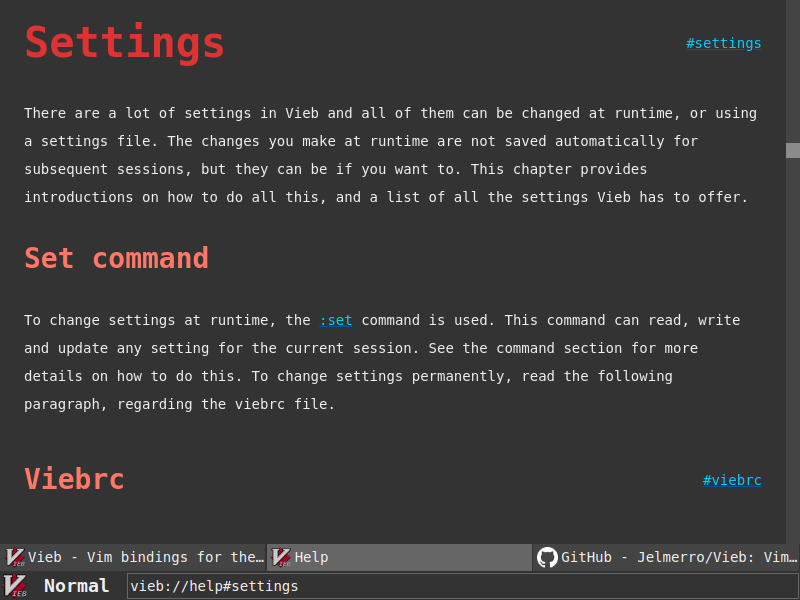 Settings
#settings
There are a lot of settings in Vieb and all of them can be changed at runtime, or using
a settings file. The changes you make at runtime are not saved automatically for
subsequent sessions, but they can be if you want to. This chapter provides
introductions on how to do all this, and a list of all the settings Vieb has to offer.
Set command
To change settings at runtime, the :set command is used. This command can read, write
and update any setting for the current session. See the command section for more
details on how to do this. To change settings permanently, read the following
paragraph, regarding the viebrc file.
Viebrc
#viebrc
Vieb - Vim bindings for the… Help GitHub - Jelmerro/Vieb: Vim…
Normal vieb://help#settings